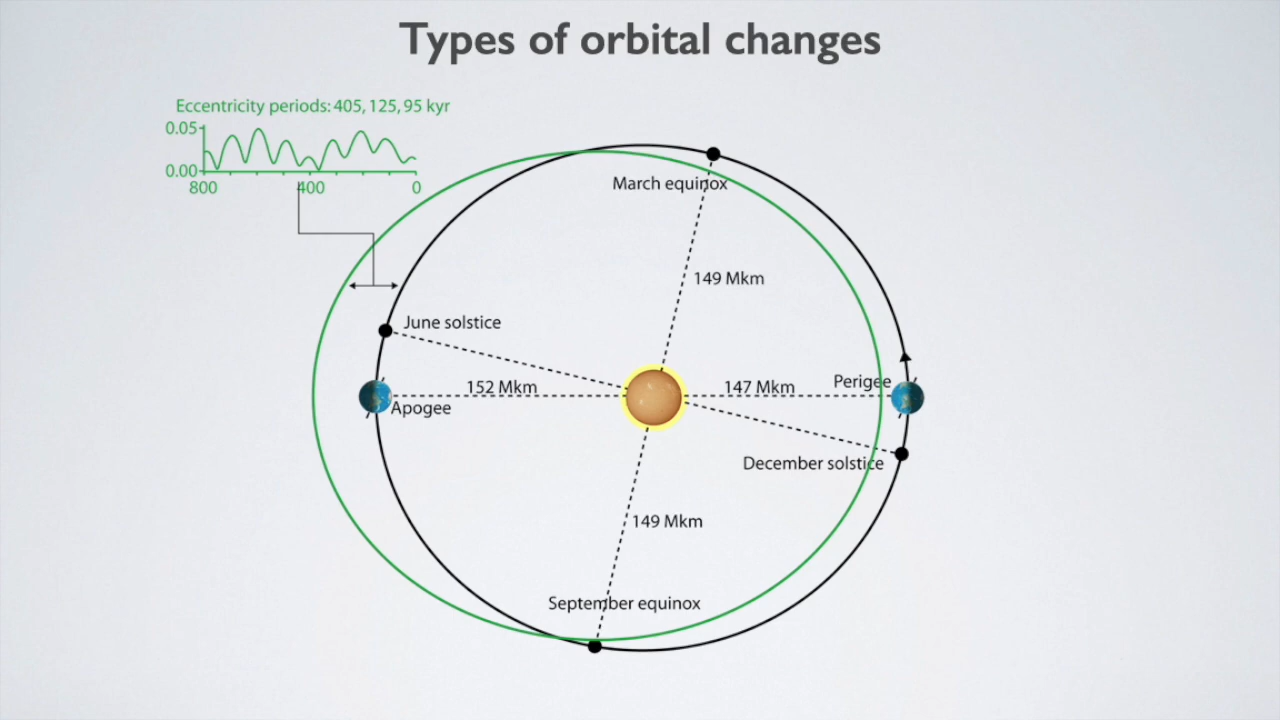 Types of orbital changes
Eccentricity periods: 405, 125, 95 kyr
0.05
0.00
800
400
0
March equinox
149 Mkm
June solstice
152 Mkm
147 Mkm
Perigee
Apogee
December solstice
149 Mkm
September equinox